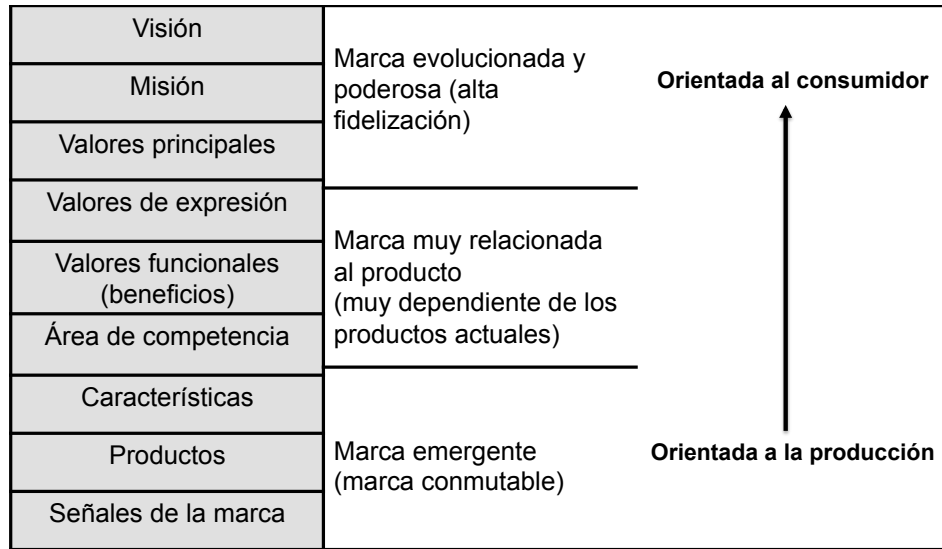 Visión
Misión
Valores principales
Valores de expresión
Valores funcionales
(beneficios)
Área de competencia
Características
Productos
Señales de la marca
Marca evolucionada y
poderosa (alta
fidelización)
Marca muy relacionada
al producto
(muy dependiente de los
productos actuales)
Marca emergente
(marca conmutable)
Orientada al consumidor
Orientada a la producción